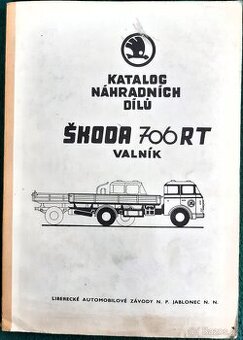 KATALOG
NÁHRADNÍCH
DÍLŮ
ŠKODA 706 RT
VALNÍK
LIBERECKÉ AUTOMOBILOVÉ ZÁVODY N. P. JABLONEC N. N.